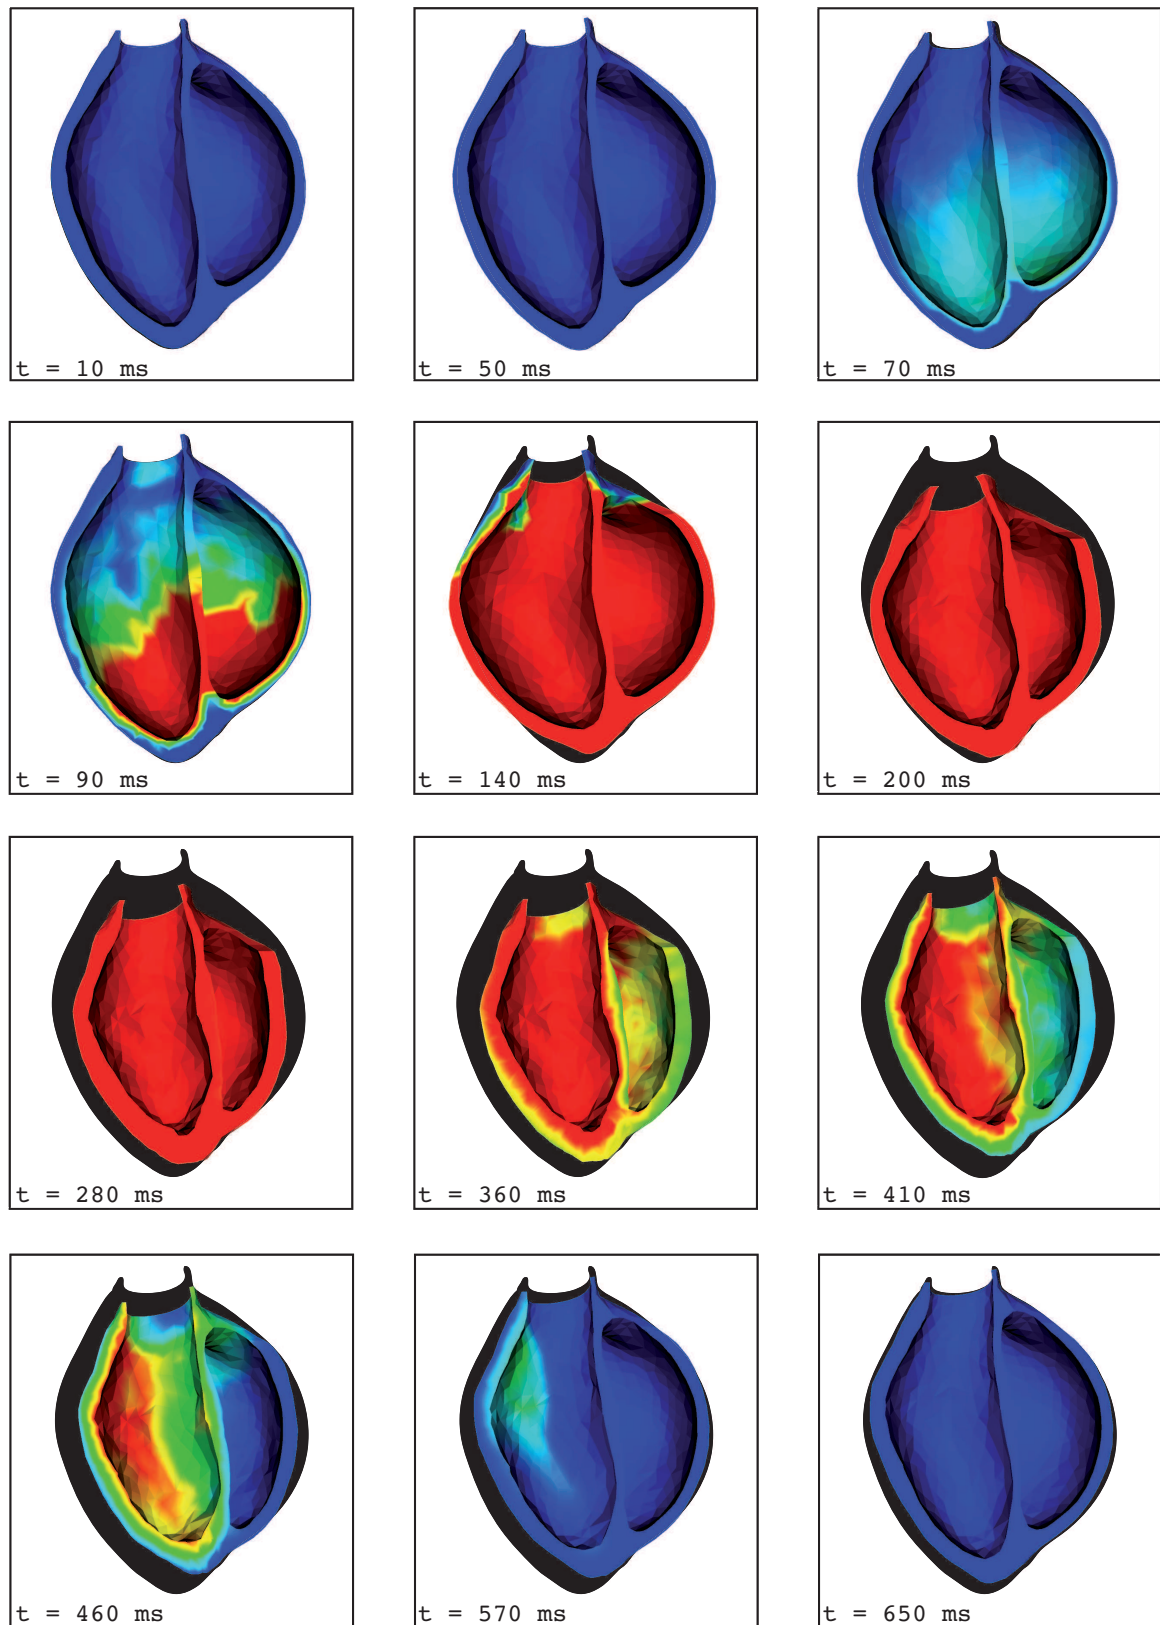 t = 10 ms
t = 50 ms
t = 70 ms
t = 90 ms
t = 140 ms
t = 200 ms
t = 280 ms
t = 360 ms
t = 410 ms
t = 460 ms
t = 570 ms
t = 650 ms